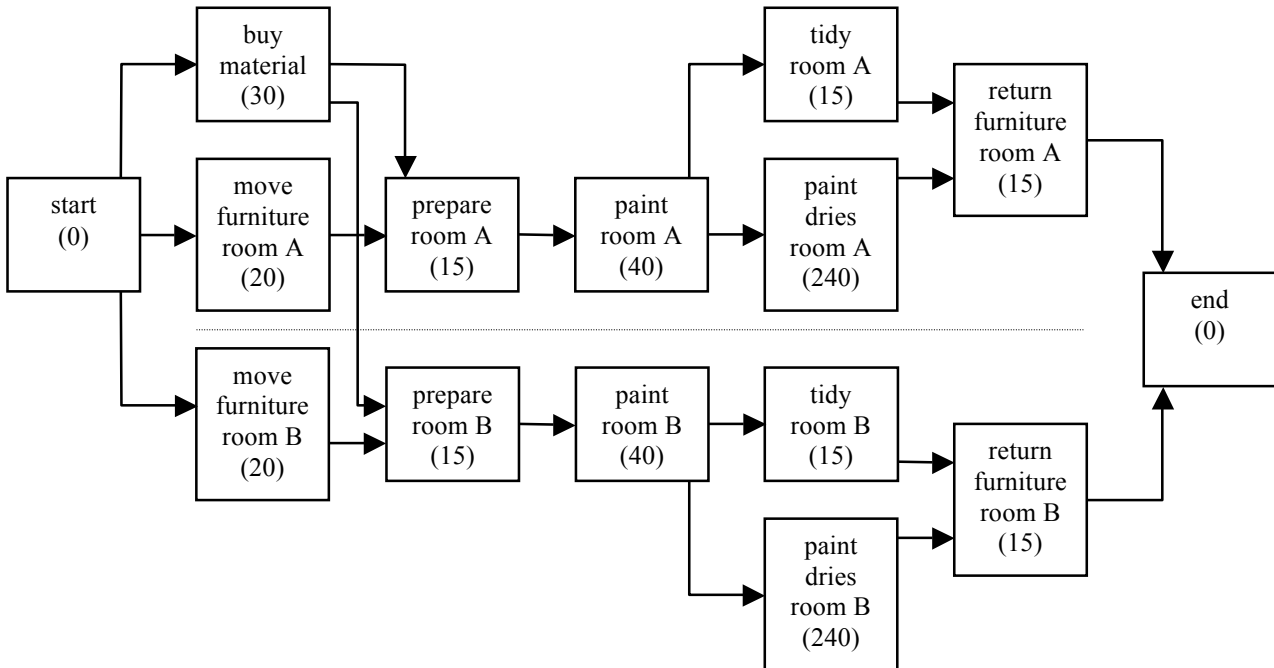 start
(0)
buy
material
(30)
move
furniture
room A
(20)
prepare
room A
(15)
paint
room A
(40)
tidy
room A
(15)
paint
dries
room A
(240)
return
furniture
room A
(15)
end
(0)
move
furniture
room B
(20)
prepare
room B
(15)
paint
room B
(40)
tidy
room B
(15)
paint
dries
room B
(240)
return
furniture
room B
(15)